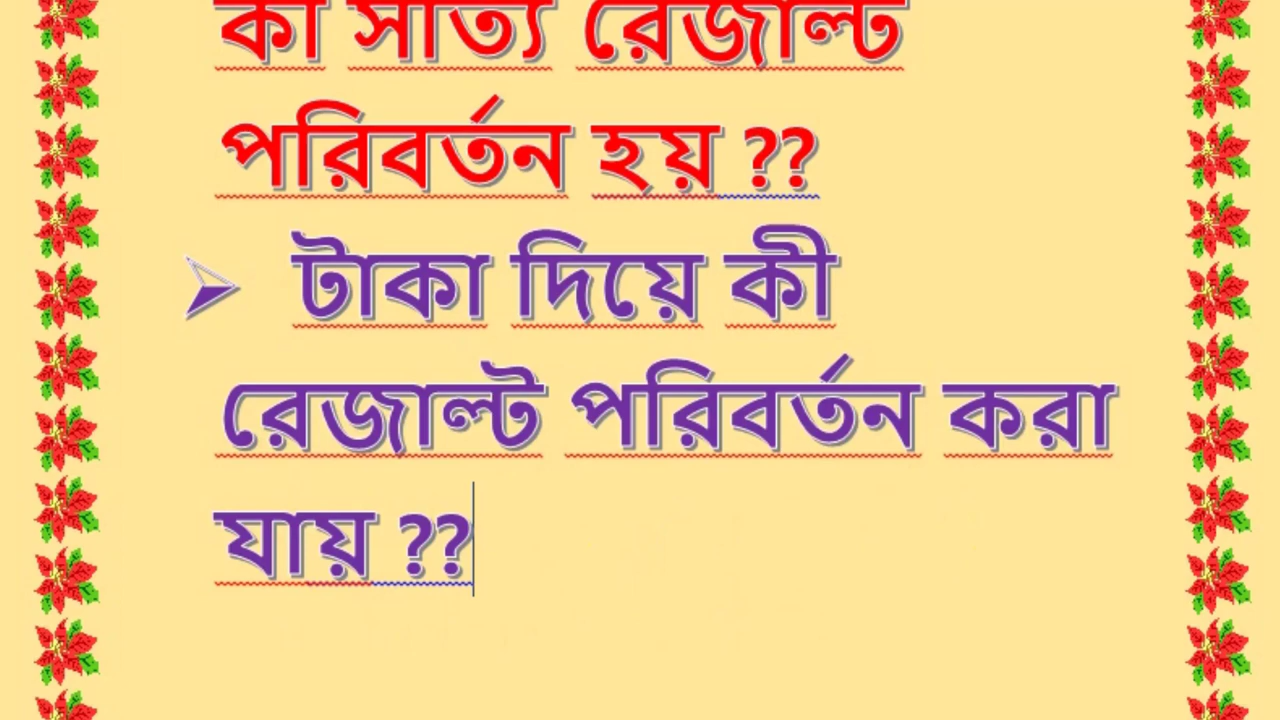 কী সত্যি রেজাল্ট
পরিবর্তন হয় ??
➢ টাকা দিয়ে কী
রেজাল্ট পরিবর্তন করা
যায় ??